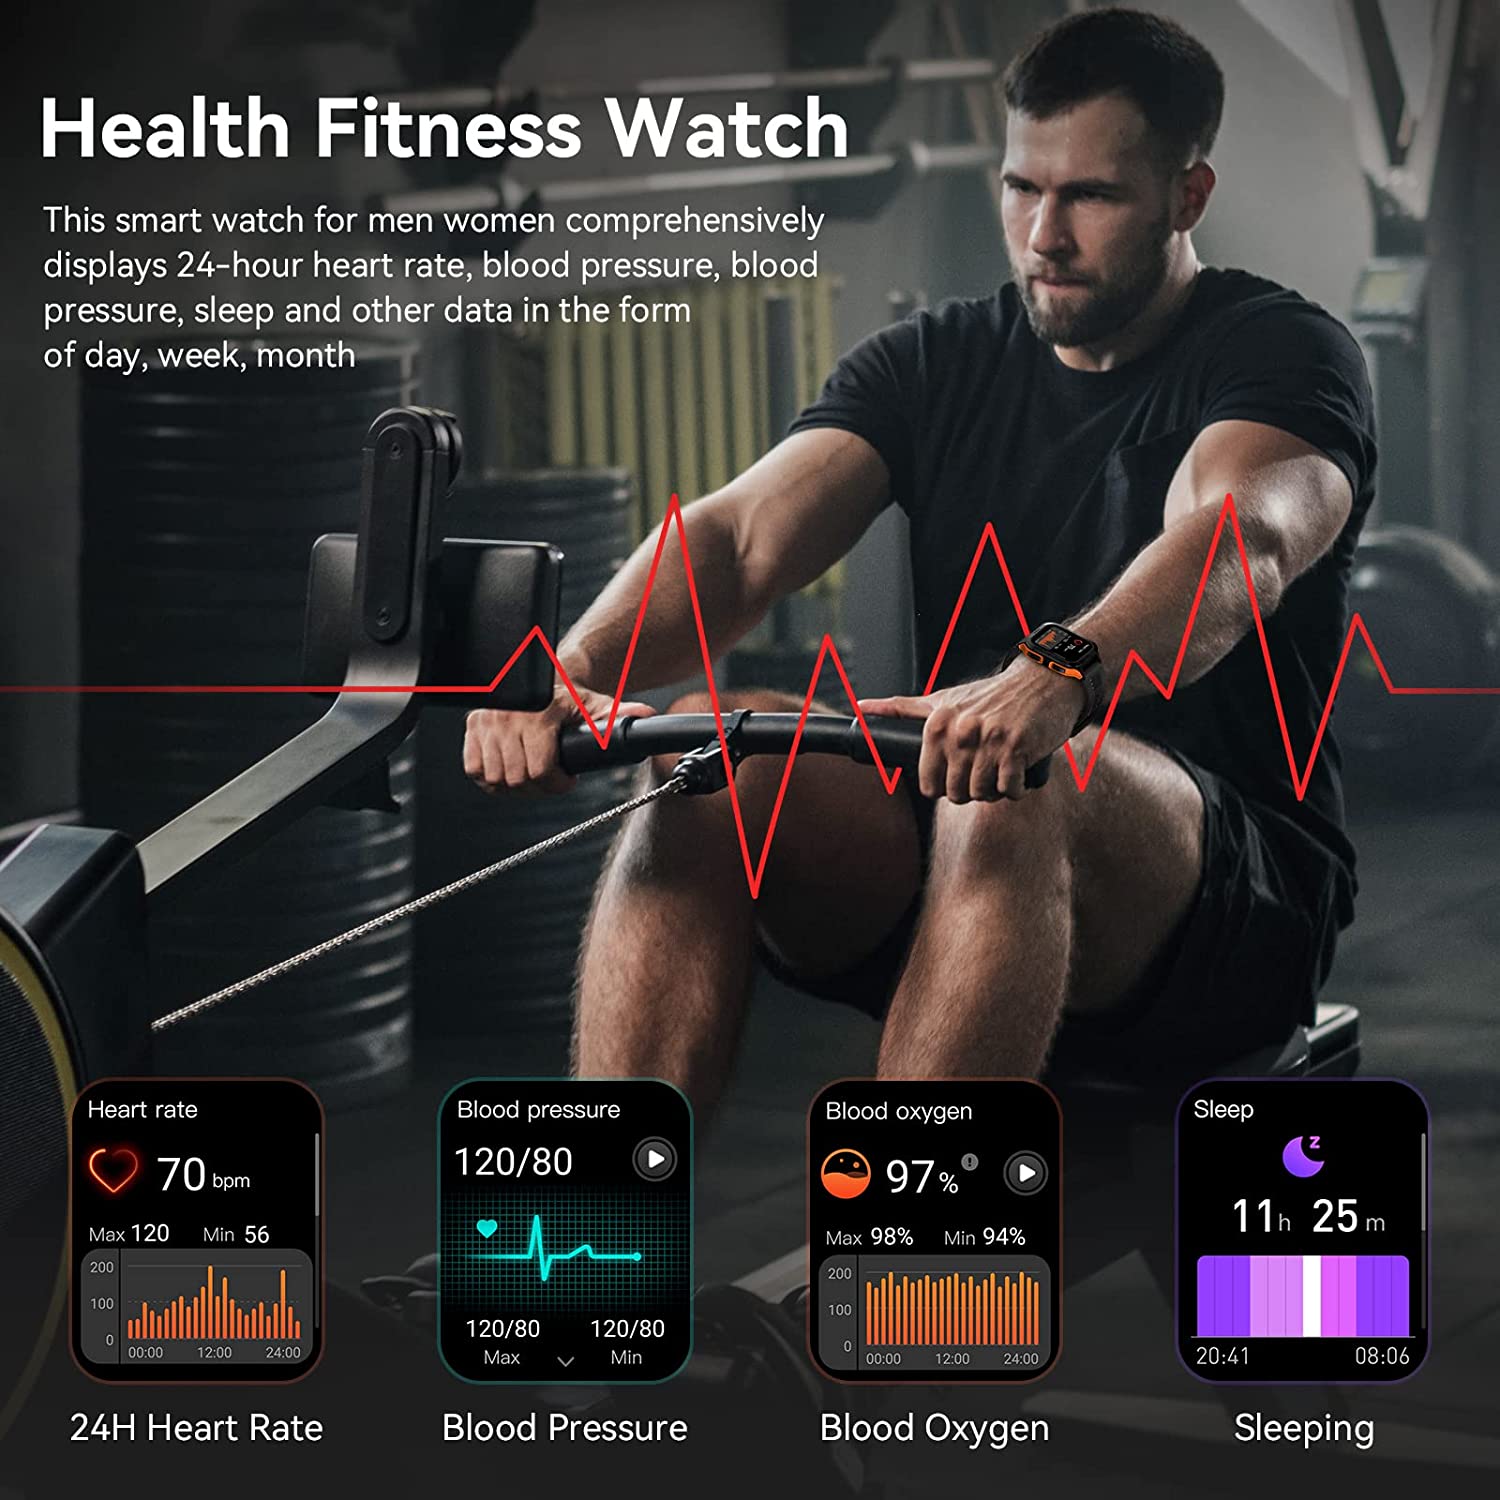 Health Fitness Watch
This smart watch for men women comprehensively
displays 24-hour heart rate, blood pressure, blood
pressure, sleep and other data in the form
of day, week, month
Heart rate
70 bpm
Max 120 Min 56
200
100
0
00:00 12:00 24:00
24H Heart Rate
Blood pressure
120/80
120/80 120/80
Max Min
Blood Pressure
Blood oxygen
97 %
Max 98% Min 94%
200
100
0
00:00 12:00 24:00
Blood Oxygen
Sleep
z
11h 25m
20:41 08:06
Sleeping